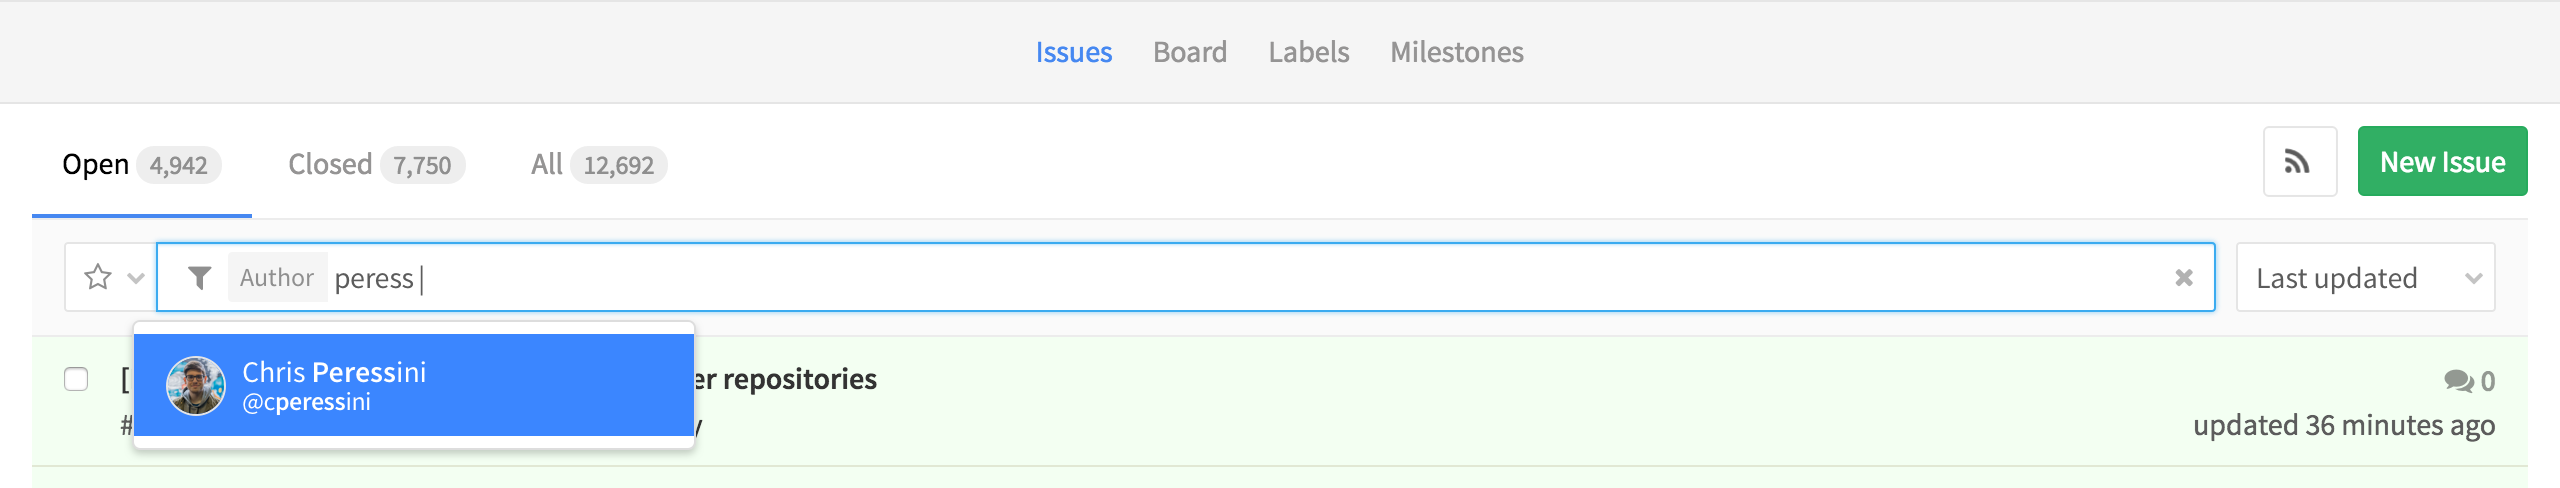 Issues Board Labels Milestones
Open 4,942 Closed 7,750 All 12,692
New Issue
Author peress
Last updated
Chris Peressini
@cperessini
[
er repositories
#
0
updated 36 minutes ago